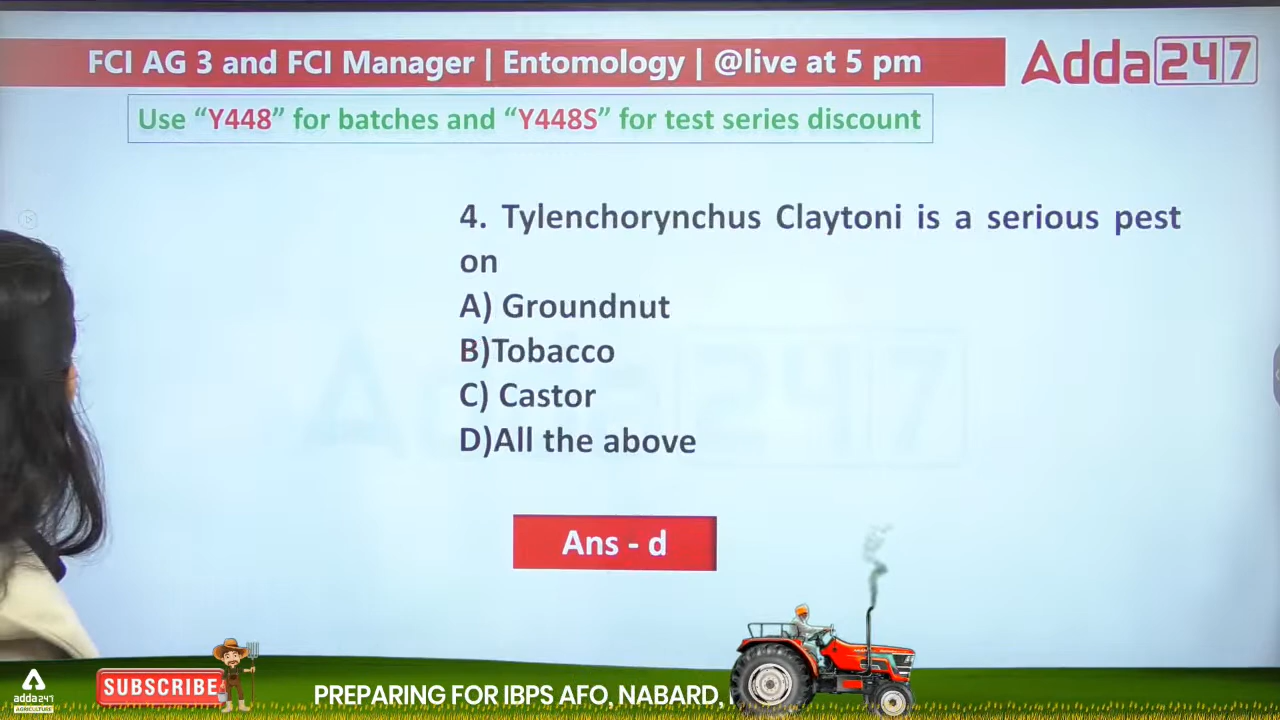 FCI AG 3 and FCI Manager | Entomology | @live at 5 pm
Adda247
Use “Y448” for batches and “Y448S” for test series discount
4. Tylenchorynchus Claytoni is a serious pest
on
A) Groundnut
B)Tobacco
C) Castor
D)All the above
Ans - d
adda247
AGRICULTURE
SUBSCRIBE
PREPARING FOR IBPS AFO, NABARD,